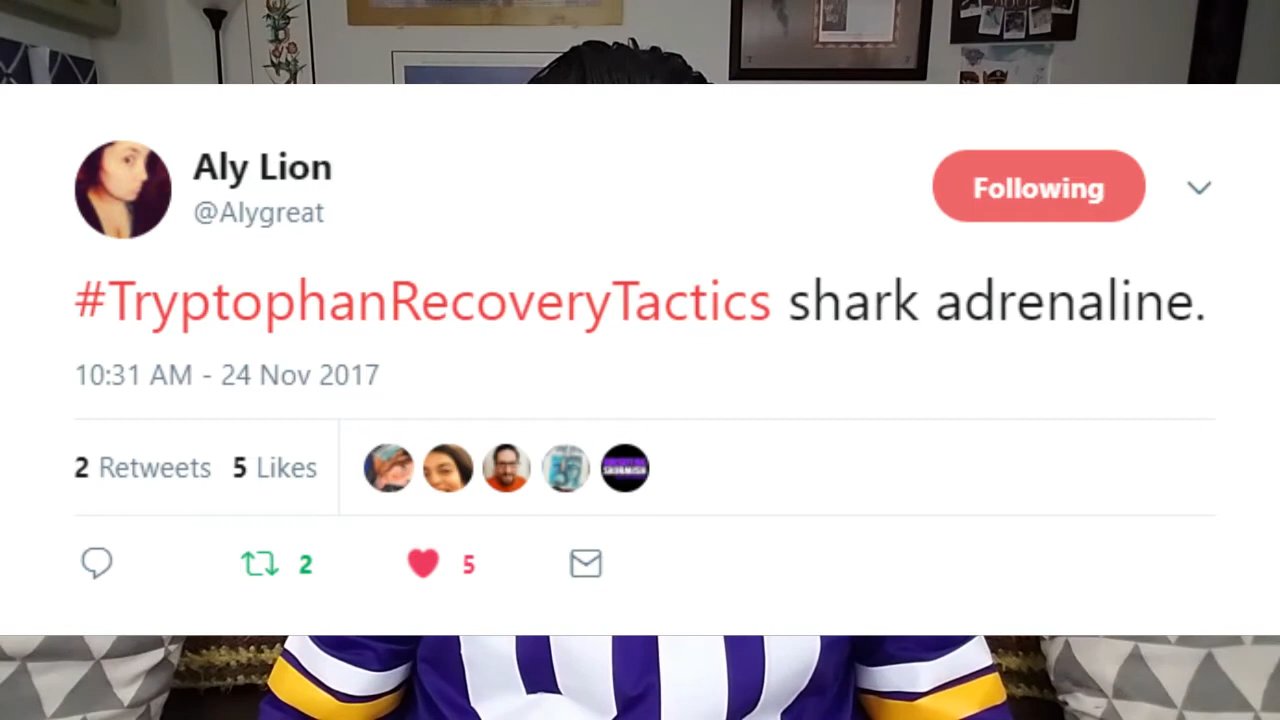 Aly Lion
@Alygreat
Following
#TryptophanRecoveryTactics shark adrenaline.
10:31 AM - 24 Nov 2017
2 Retweets 5 Likes
2 5